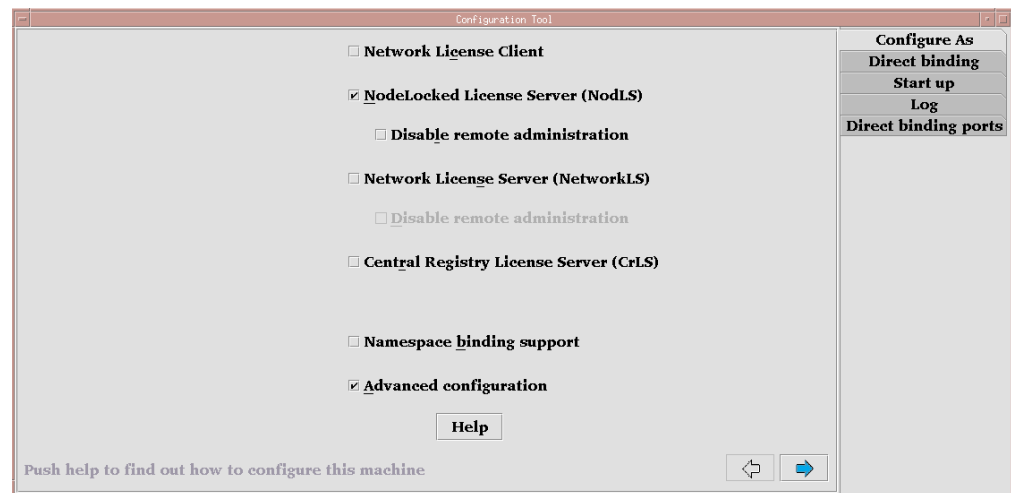 Configuration Tool
Network License Client
NodeLocked License Server (NodLS)
Disable remote administration
Network License Server (NetworkLS)
Disable remote administration
Central Registry License Server (CrLS)
Namespace binding support
Advanced configuration
Help
Push help to find out how to configure this machine
Configure As
Direct binding
Start up
Log
Direct binding ports